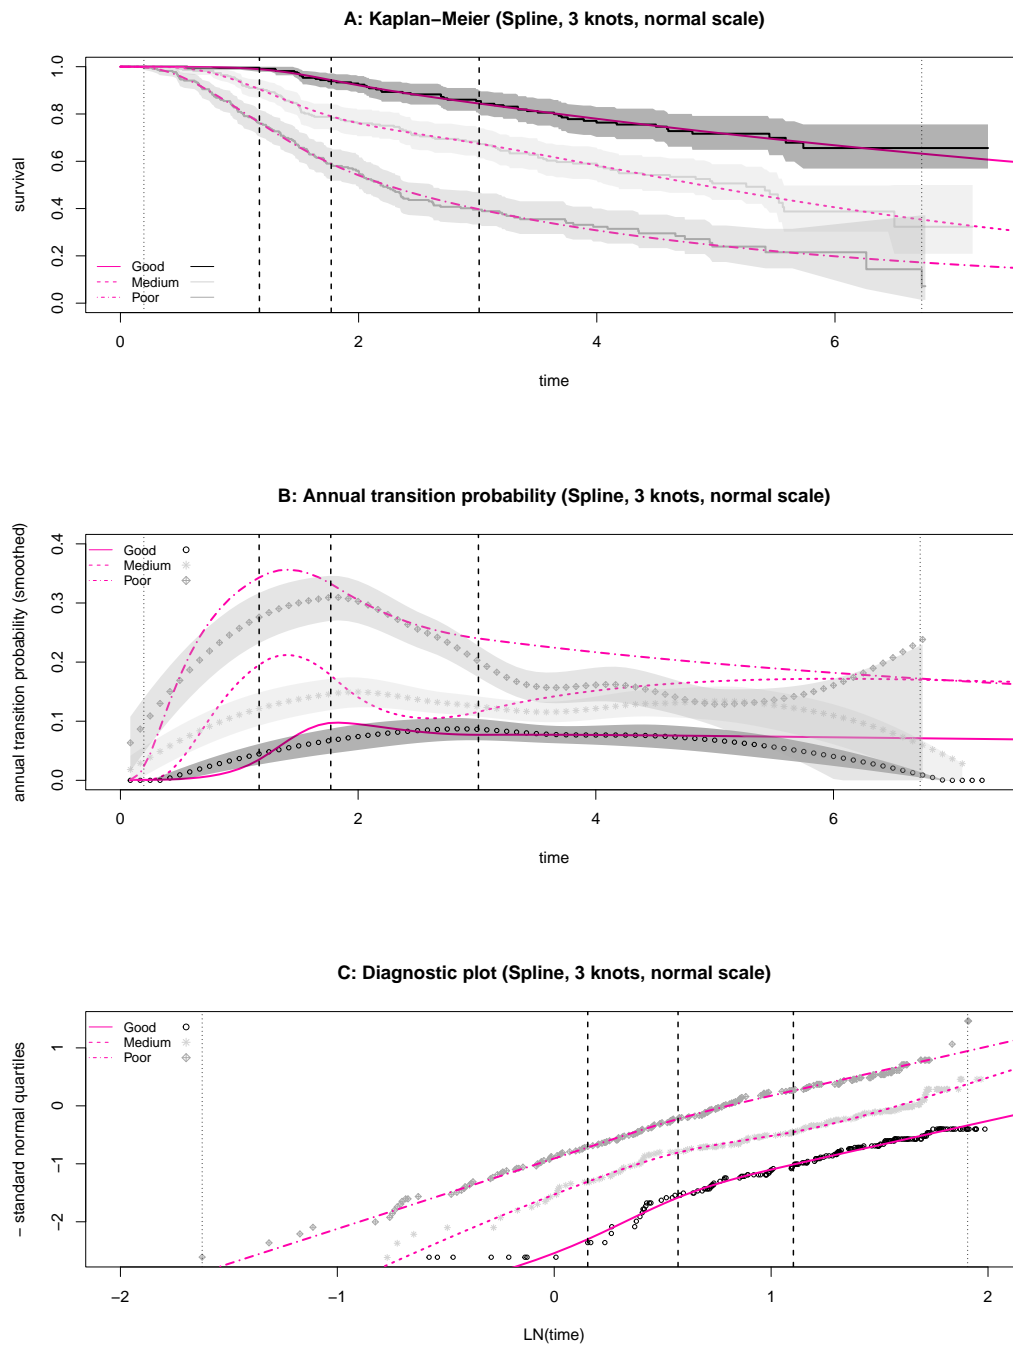 A: Kaplan−Meier (Spline, 3 knots, normal scale)
survival
1.0
0.8
0.6
0.4
0.2
0.0
Good
Medium
Poor
0 2 4 6
time
B: Annual transition probability (Spline, 3 knots, normal scale)
annual transition probability (smoothed)
0.4
0.3
0.2
0.1
0.0
Good
Medium
Poor
0 2 4 6
time
C: Diagnostic plot (Spline, 3 knots, normal scale)
− standard normal quartiles
1
0
−1
−2
Good
Medium
Poor
−2 −1 0 1 2
LN(time)